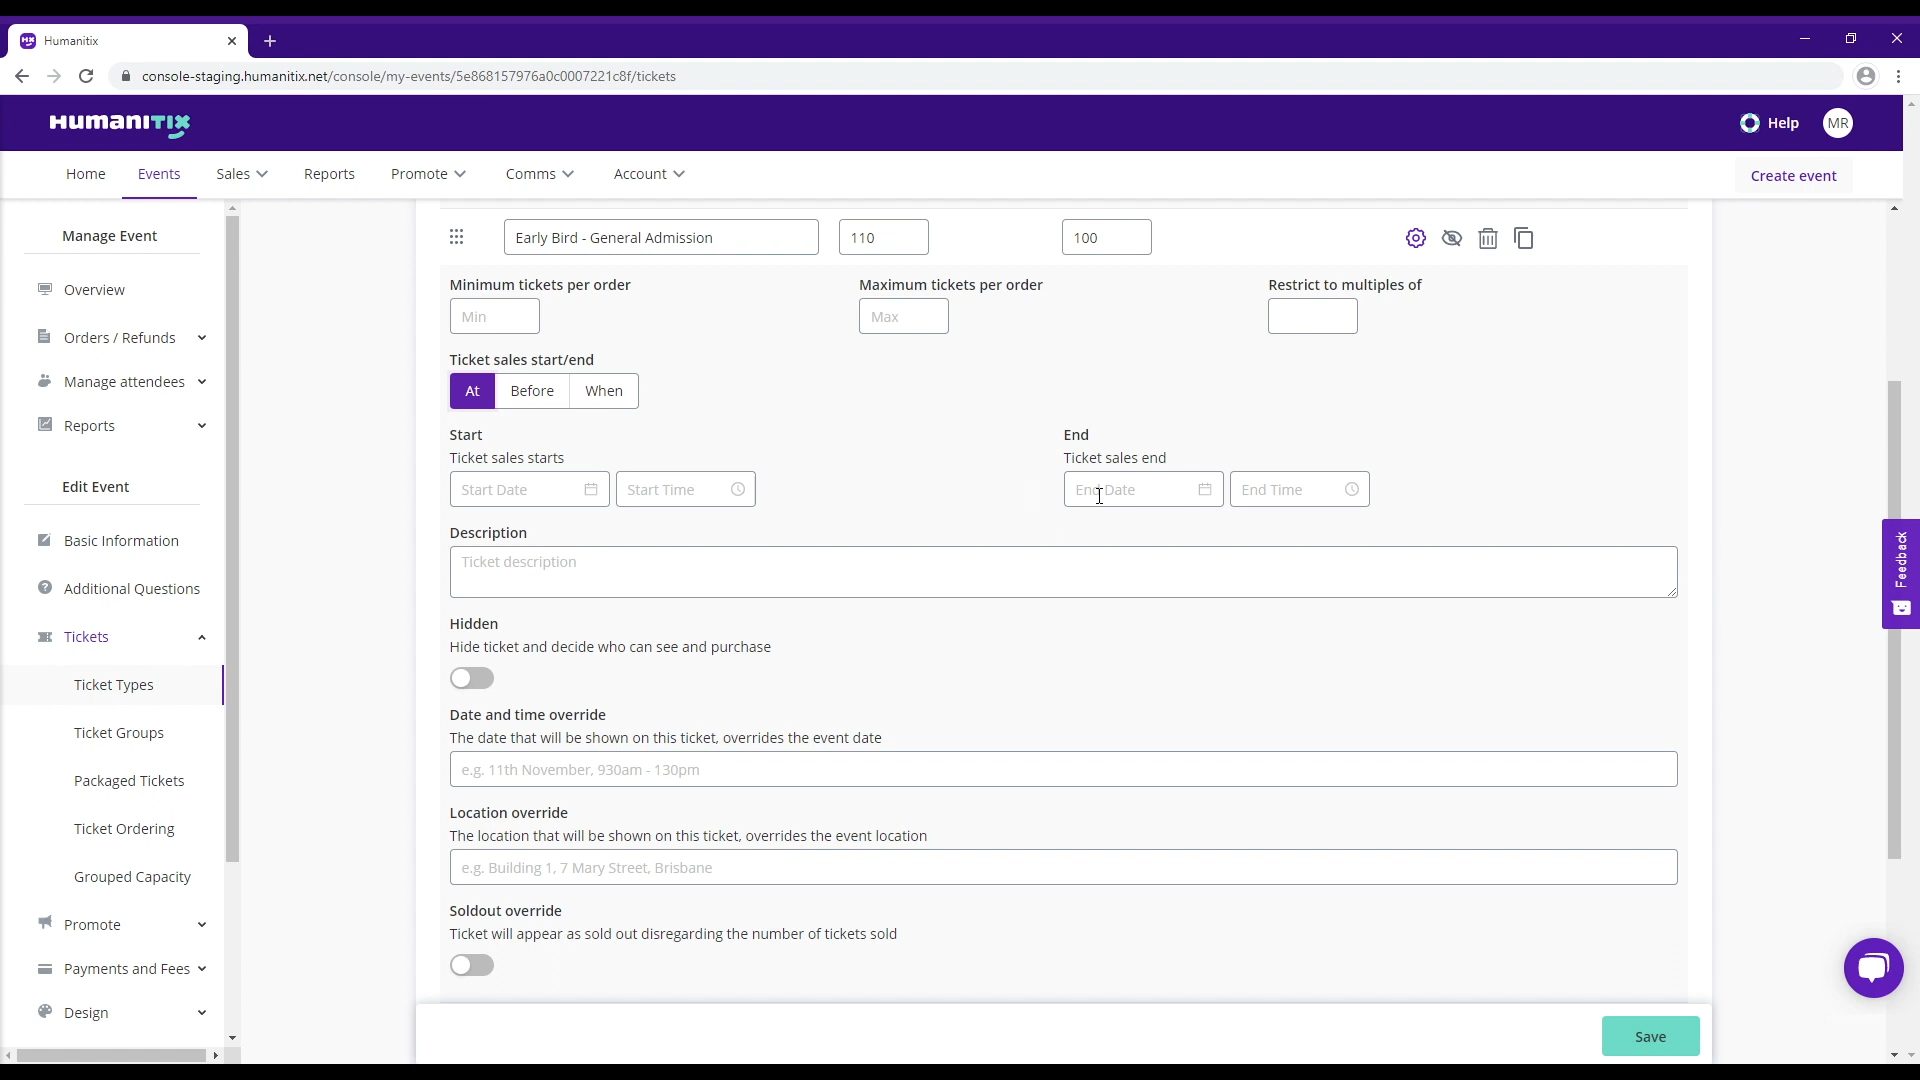 Humanitix
console-staging.humanitix.net/console/my-events/5e868157976a0c0007221c8f/tickets
HUMANITIX
Help
MR
Home
Events
Sales
Reports
Promote
Comms
Account
Create event
Manage Event
Overview
Orders / Refunds
Manage attendees
Reports
Edit Event
Basic Information
Additional Questions
Tickets
Ticket Types
Ticket Groups
Packaged Tickets
Ticket Ordering
Grouped Capacity
Promote
Payments and Fees
Design
Early Bird - General Admission
110
100
Minimum tickets per order
Maximum tickets per order
Restrict to multiples of
Min
Max
Ticket sales start/end
At
Before
When
Start
End
Ticket sales starts
Ticket sales end
Start Date
Start Time
End Date
End Time
Description
Ticket description
Hidden
Hide ticket and decide who can see and purchase
Date and time override
The date that will be shown on this ticket, overrides the event date
e.g. 11th November, 930am - 130pm
Location override
The location that will be shown on this ticket, overrides the event location
e.g. Building 1, 7 Mary Street, Brisbane
Soldout override
Ticket will appear as sold out disregarding the number of tickets sold
Save
Feedback